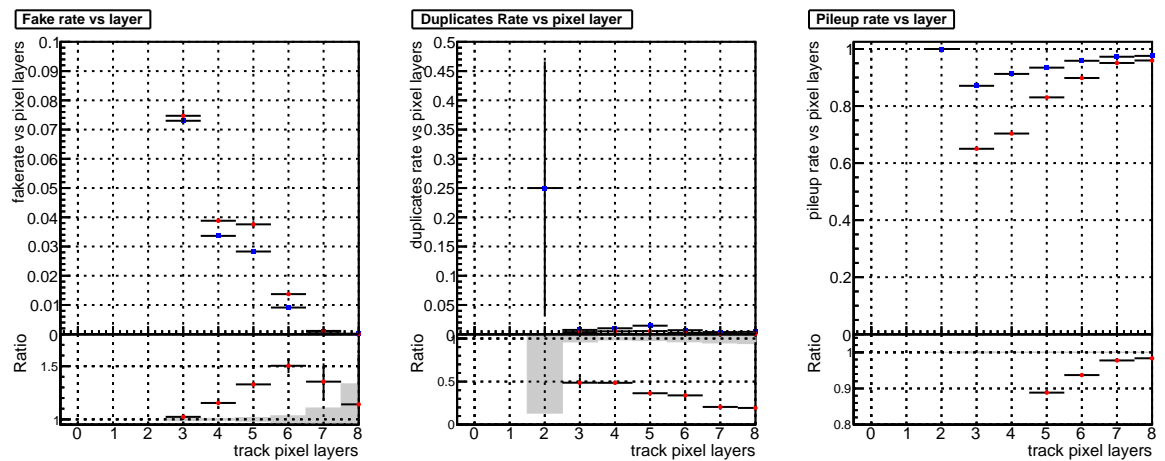 Fake rate vs layer
fakerate vs pixel layers
0.1
0.09
0.08
0.07
0.06
0.05
0.04
0.03
0.02
0.01
0
Ratio
1.5
1
0 1 2 3 4 5 6 7 8
track pixel layers
Duplicates Rate vs pixel layer
duplicates rate vs pixel layers
0.5
0.45
0.4
0.35
0.3
0.25
0.2
0.15
0.1
0.05
0
Ratio
1
0.5
0
0 1 2 3 4 5 6 7 8
track pixel layers
Pileup rate vs layer
pileup rate vs pixel layers
1
0.8
0.6
0.4
0.2
0
Ratio
1
0.9
0.8
0 1 2 3 4 5 6 7 8
track pixel layers